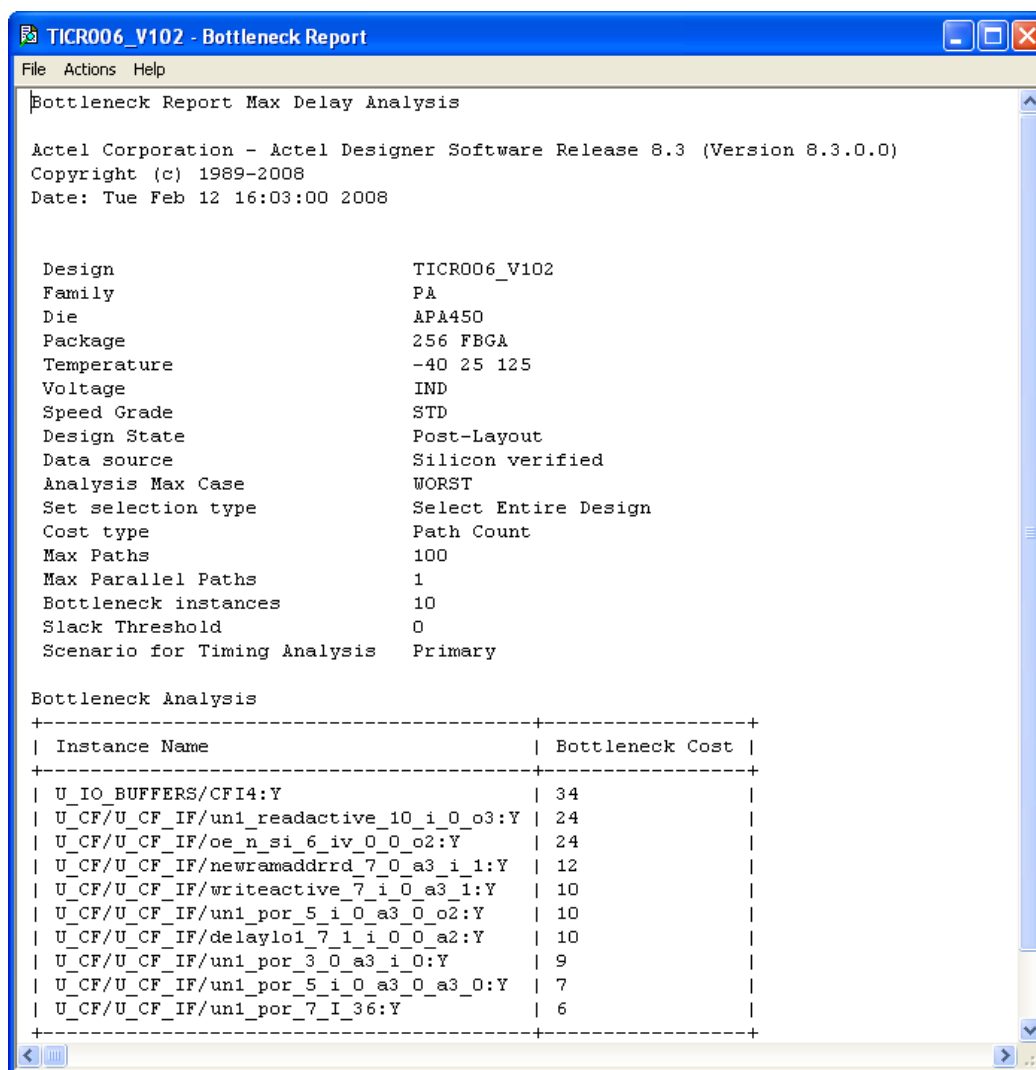 TICR006_V102 - Bottleneck Report
File Actions Help
Bottleneck Report Max Delay Analysis
Actel Corporation - Actel Designer Software Release 8.3 (Version 8.3.0.0)
Copyright (c) 1989-2008
Date: Tue Feb 12 16:03:00 2008
Design TICR006_V102
Family PA
Die APA450
Package 256 FBGA
Temperature -40 25 125
Voltage IND
Speed Grade STD
Design State Post-Layout
Data source Silicon verified
Analysis Max Case WORST
Set selection type Select Entire Design
Cost type Path Count
Max Paths 100
Max Parallel Paths 1
Bottleneck instances 10
Slack Threshold 0
Scenario for Timing Analysis Primary
Bottleneck Analysis
+-----------------------------------------+-----------------+
| Instance Name | Bottleneck Cost |
+-----------------------------------------+-----------------+
| U_IO_BUFFERS/CFI4:Y | 34 |
| U_CF/U_CF_IF/un1_readactive_10_i_0_o3:Y | 24 |
| U_CF/U_CF_IF/oe_n_si_6_iv_0_0_o2:Y | 24 |
| U_CF/U_CF_IF/newramaddrrd_7_0_a3_i_1:Y | 12 |
| U_CF/U_CF_IF/writeactive_7_i_0_a3_1:Y | 10 |
| U_CF/U_CF_IF/un1_por_5_i_0_a3_0_o2:Y | 10 |
| U_CF/U_CF_IF/delaylo1_7_1_i_0_0_a2:Y | 10 |
| U_CF/U_CF_IF/un1_por_3_0_a3_i_0:Y | 9 |
| U_CF/U_CF_IF/un1_por_5_i_0_a3_0_a3_0:Y | 7 |
| U_CF/U_CF_IF/un1_por_7_I_36:Y | 6 |
+-----------------------------------------+-----------------+